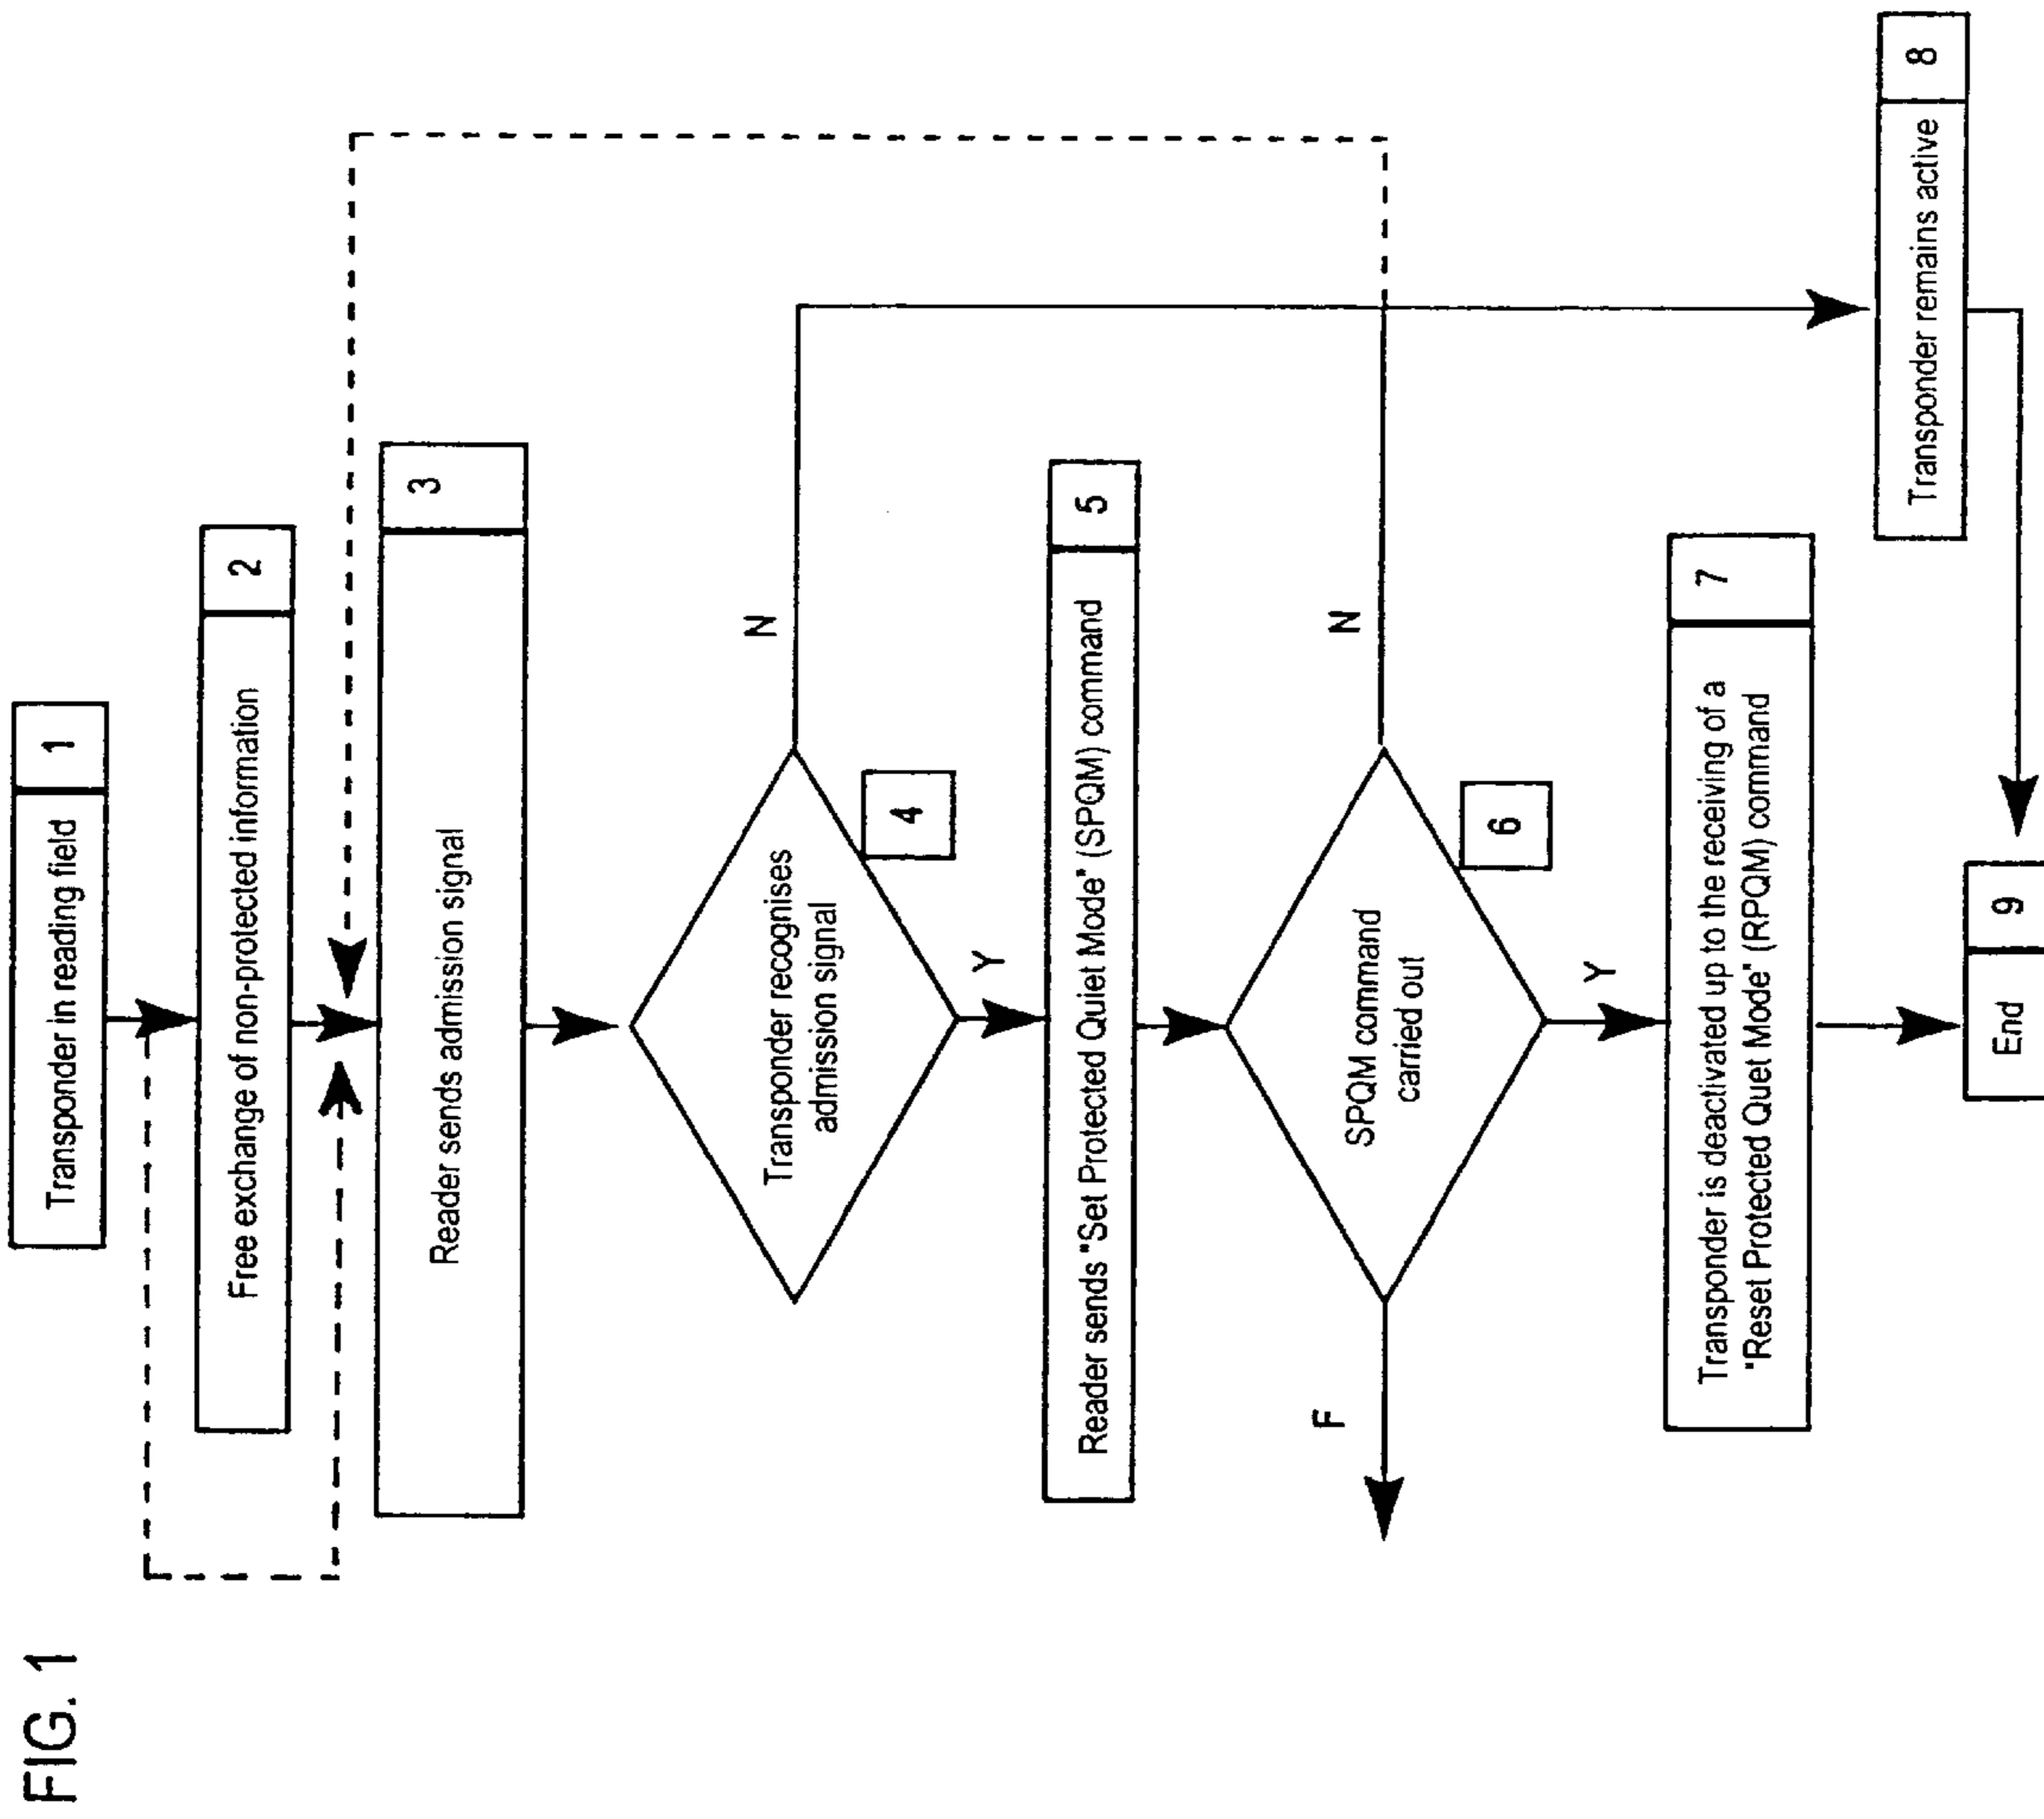 FIG. 1
Transponder in reading field
1
Free exchange of non-protected information
2
Reader sends admission signal
3
Transponder recognises
admission signal
4
N
Y
Reader sends "Set Protected Quiet Mode" (SPQM) command
5
SPQM command
carried out
6
F
N
Y
Transponder is deactivated up to the receiving of a
"Reset Protected Quet Mode" (RPQM) command
7
Transponder remains active
8
End
9